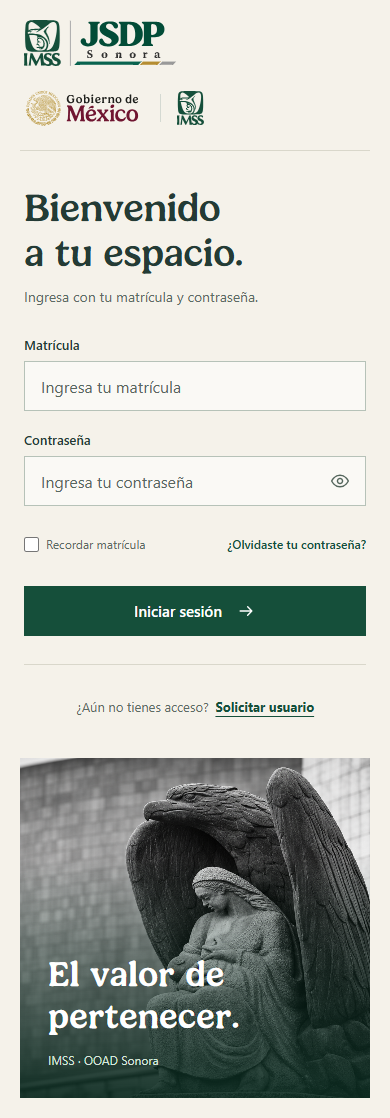 IMSS
JSDP
Sonora
Gobierno de
México
IMSS
Bienvenido
a tu espacio.
Ingresa con tu matrícula y contraseña.
Matrícula
Ingresa tu matrícula
Contraseña
Ingresa tu contraseña
Recordar matrícula
¿Olvidaste tu contraseña?
Iniciar sesión →
¿Aún no tienes acceso? Solicitar usuario
El valor de
pertenecer.
IMSS · OOAD Sonora